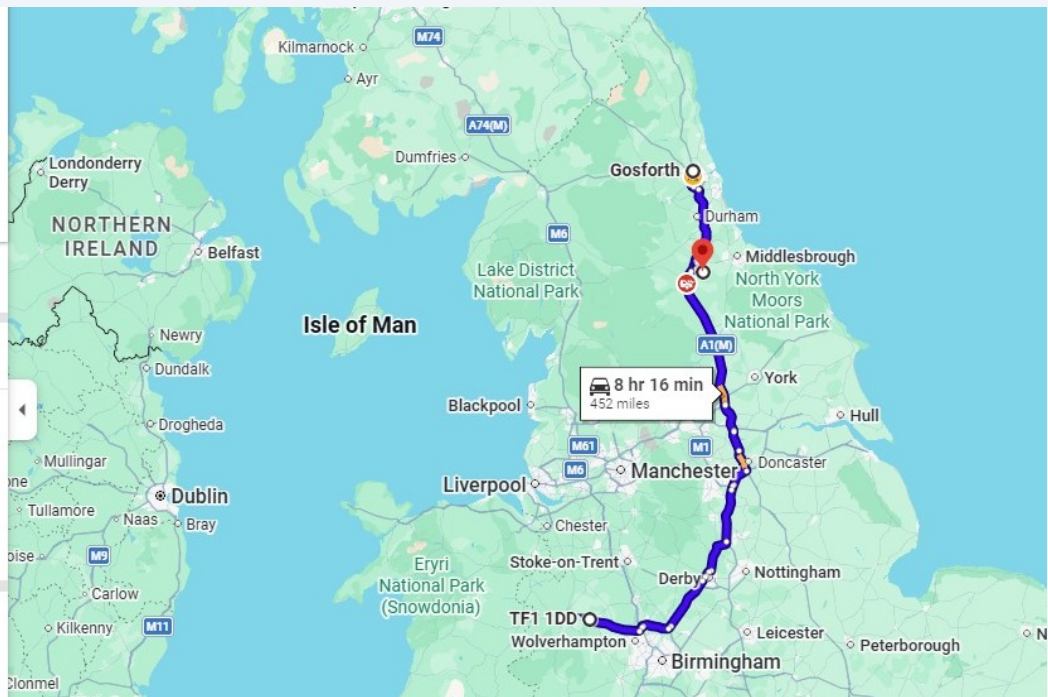 M74
Kilmarnock
Ayr
A74(M)
Dumfries
Gosforth
Londonderry
Derry
NORTHERN
IRELAND
Belfast
M6
Durham
Middlesbrough
Lake District
National Park
North York
Moors
National Park
Isle of Man
Newry
Dundalk
A1(M)
8 hr 16 min
452 miles
York
Blackpool
Hull
Drogheda
M61
M6
M1
Mullingar
Manchester
Doncaster
Liverpool
Dublin
Tullamore
Naas
Bray
Chester
M9
Eryri
National Park
(Snowdonia)
Stoke-on-Trent
Derby
Nottingham
Carlow
TF1 1DD
Kilkenny
M11
Wolverhampton
Leicester
Peterborough
N
Birmingham
Clonmel